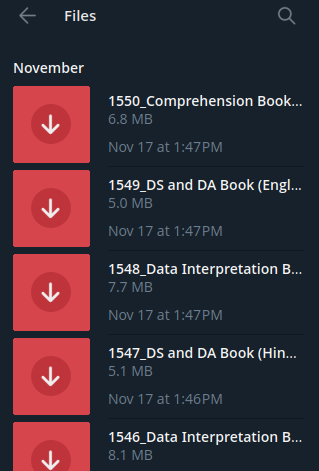 Files
November
1550_Comprehension Book...
6.8 MB
Nov 17 at 1:47PM
1549_DS and DA Book (Engl...
5.0 MB
Nov 17 at 1:47PM
1548_Data Interpretation B...
7.7 MB
Nov 17 at 1:47PM
1547_DS and DA Book (Hin...
5.1 MB
Nov 17 at 1:46PM
1546_Data Interpretation B...
8.1 MB